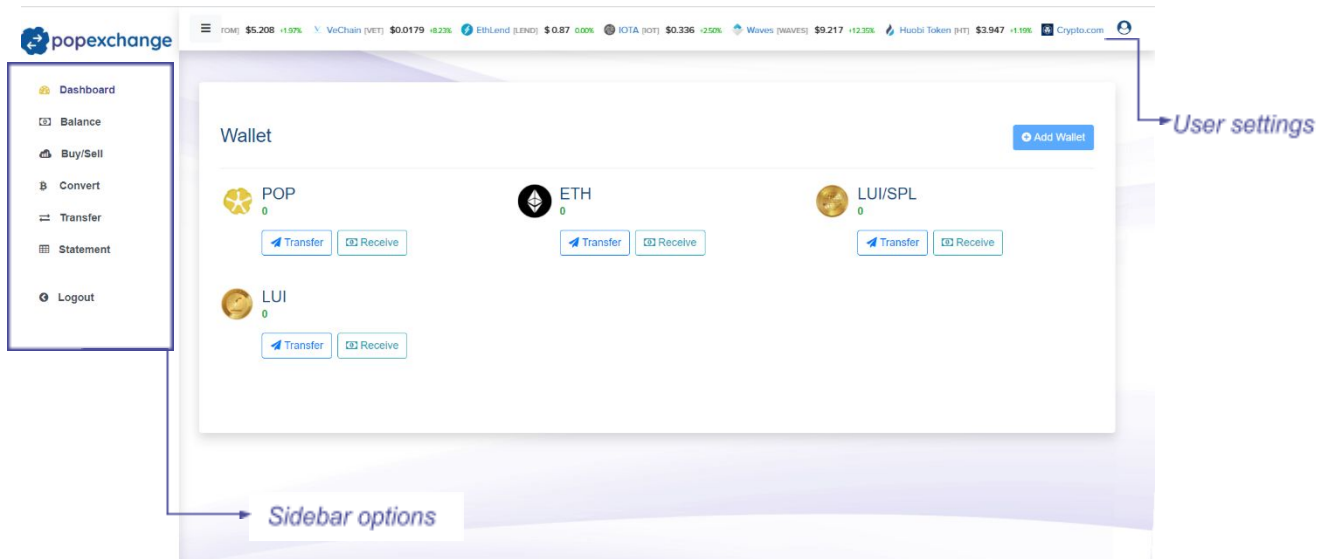 popexchange
TOM] $5.208 +1.97% VeChain [VET] $0.0179 +8.23% EthLend [LEND] $ 0.87 0.00% IOTA [IOT] $0.336 +2.50% Waves [WAVES] $9.217 +12.35% Huobi Token [HT] $3.947 +1.19% Crypto.com
Dashboard
Balance
Buy/Sell
Convert
Transfer
Statement
Logout
User settings
Wallet
Add Wallet
POP
0
Transfer
Receive
ETH
0
Transfer
Receive
LUI/SPL
0
Transfer
Receive
LUI
0
Transfer
Receive
Sidebar options